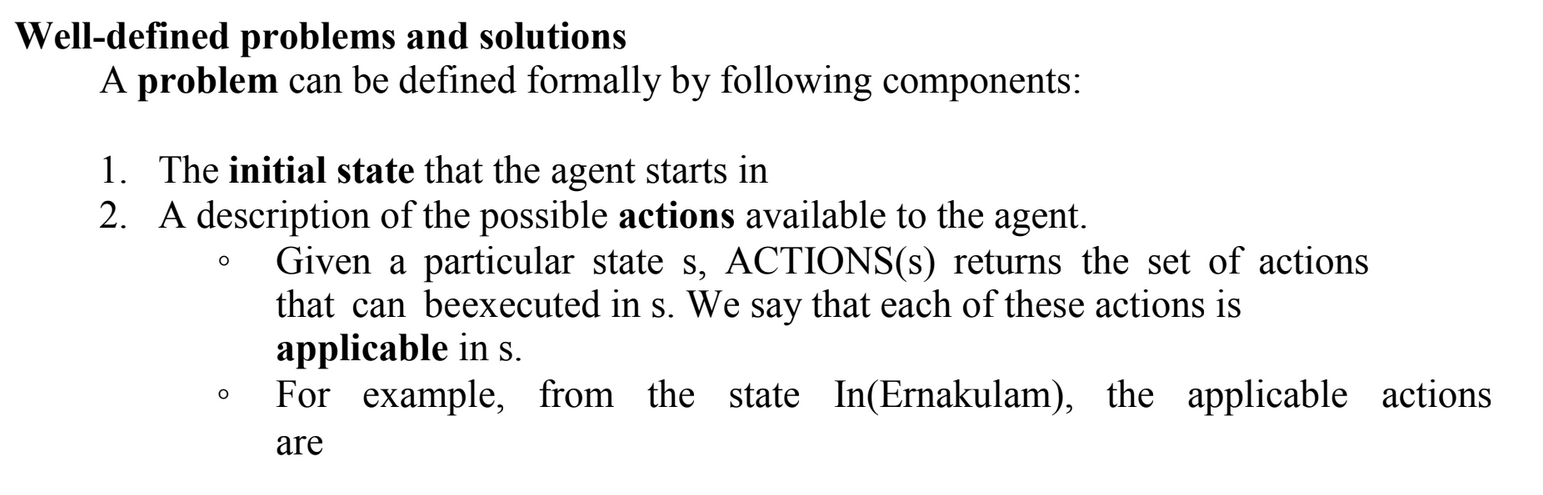 Well-defined problems and solutions
A problem can be defined formally by following components:
1. The initial state that the agent starts in
2. A description of the possible actions available to the agent.
◦ Given a particular state s, ACTIONS(s) returns the set of actions
that can beexecuted in s. We say that each of these actions is
applicable in s.
◦ For example, from the state In(Ernakulam), the applicable actions
are